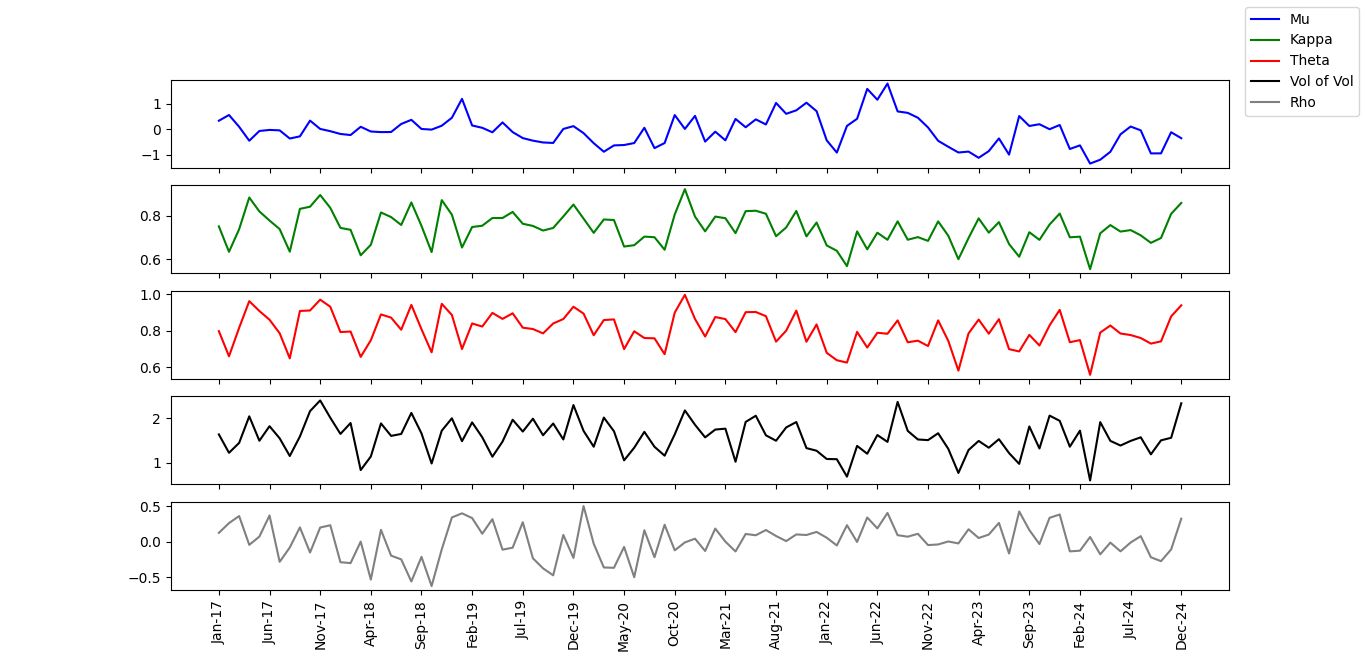 Mu
Kappa
Theta
Vol of Vol
Rho
1
0
−1
0.8
0.6
1.0
0.8
0.6
2
1
0.5
0.0
−0.5
Jan-17
Jun-17
Nov-17
Apr-18
Sep-18
Feb-19
Jul-19
Dec-19
May-20
Oct-20
Mar-21
Aug-21
Jan-22
Jun-22
Nov-22
Apr-23
Sep-23
Feb-24
Jul-24
Dec-24